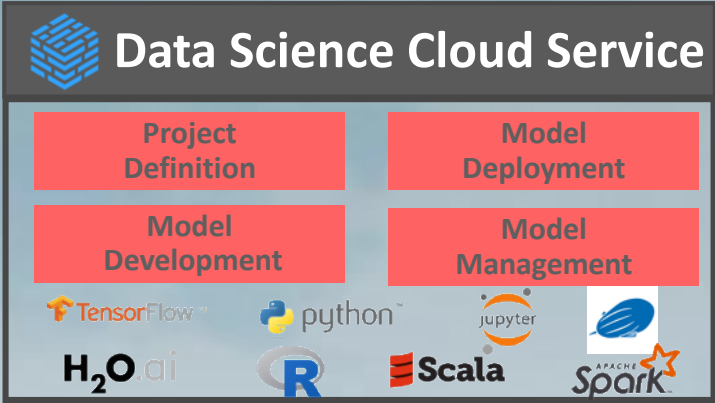 Data Science Cloud Service
Project
Definition
Model
Deployment
Model
Development
Model
Management
TensorFlow
python™
jupyter
H2O.ai
R
Scala
APACHE
Spark